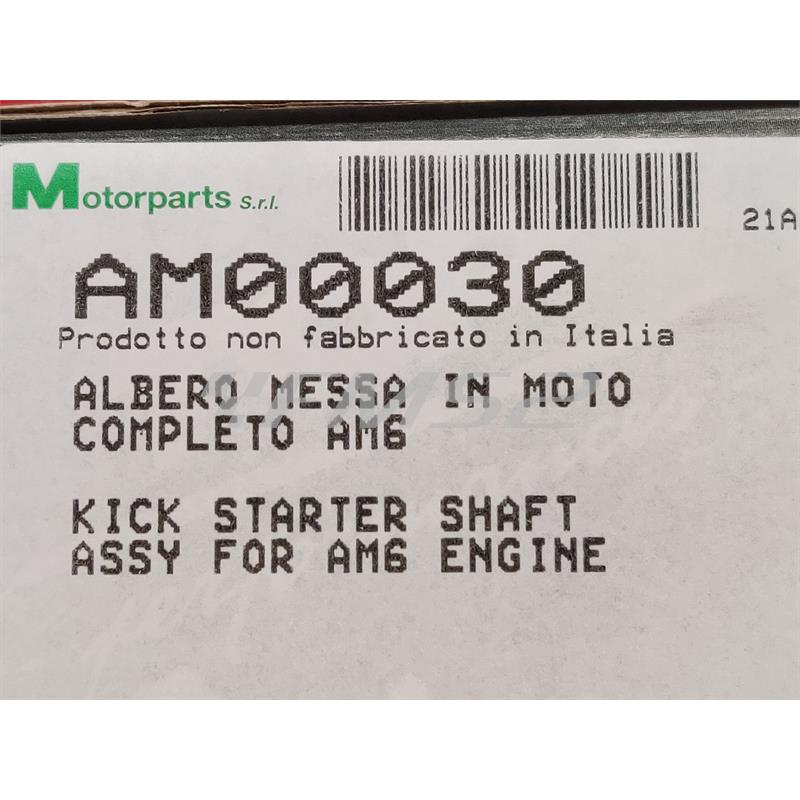 Motorparts s.r.l.
21A
AM00030
Prodotto non fabbricato in Italia
ALBERO MESSA IN MOTO
COMPLETO AM6
KICK STARTER SHAFT
ASSY FOR AM6 ENGINE